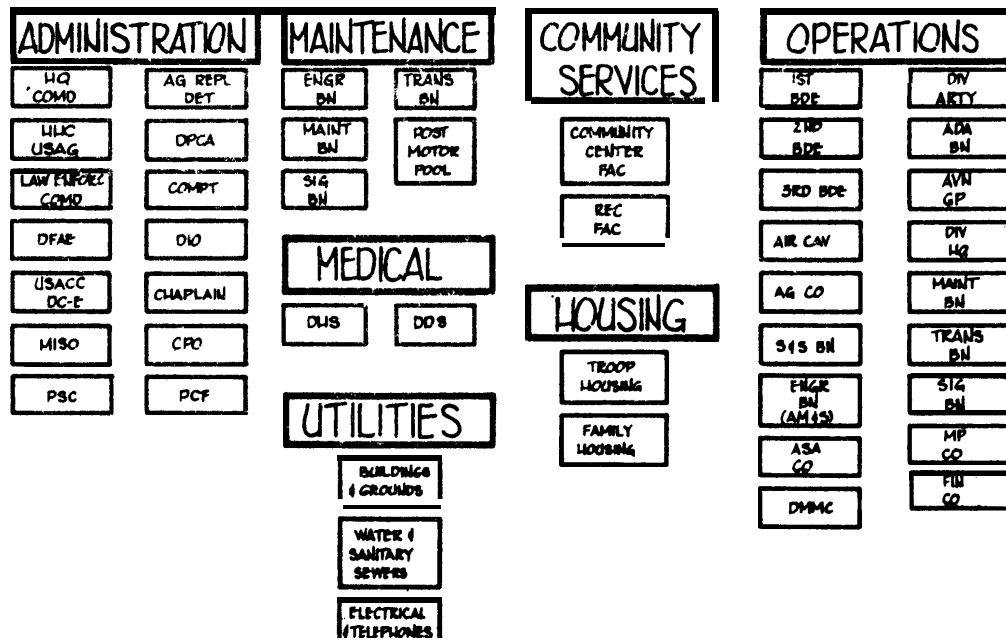 ADMINISTRATION
HQ
COMD
HHC
USAG
LAW ENFORC
COMD
DFAE
USACC
DC-E
MISO
PSC
AG REPL
DET
DPCA
COMPT
DIO
CHAPLAIN
CPO
PCF
MAINTENANCE
ENGR
BN
MAINT
BN
SIG
BN
TRANS
BN
POST
MOTOR
POOL
MEDICAL
DHS
DDS
UTILITIES
BUILDINGS
& GROUNDS
WATER &
SANITARY
SEWERS
ELECTRICAL
& TELEPHONES
COMMUNITY
SERVICES
COMMUNITY
CENTER
FAC
REC
FAC
HOUSING
TROOP
HOUSING
FAMILY
HOUSING
OPERATIONS
1ST
BDE
2ND
BDE
3RD BDE
AIR CAV
AG CO
S&S BN
ENGR
BN
(AM&S)
ASA
CO
DMMC
DIV
ARTY
ADA
BN
AVN
GP
DIV
HQ
MAINT
BN
TRANS
BN
SIG
BN
MP
CO
FIN
CO